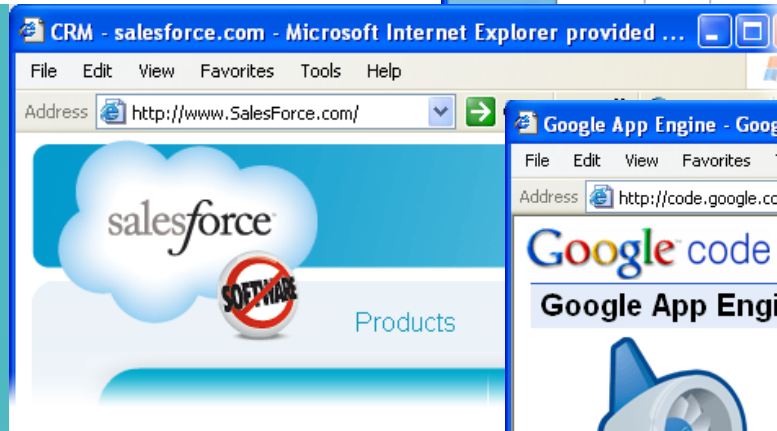 CRM - salesforce.com - Microsoft Internet Explorer provided ...
File Edit View Favorites Tools Help
Address http://www.SalesForce.com/
salesforce
SOFTWARE
Products
Google App Engine - Goog
File Edit View Favorites
Address http://code.google.co
Google code
Google App Engi